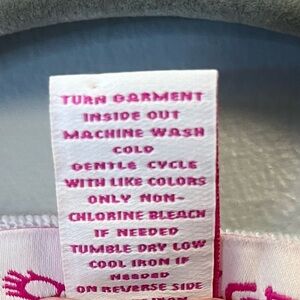 TURN GARMENT
INSIDE OUT
MACHINE WASH
COLD
GENTLE CYCLE
WITH LIKE COLORS
ONLY NON-
CHLORINE BLEACH
IF NEEDED
TUMBLE DRY LOW
COOL IRON IF
NEEDED
ON REVERSE SIDE
IRON